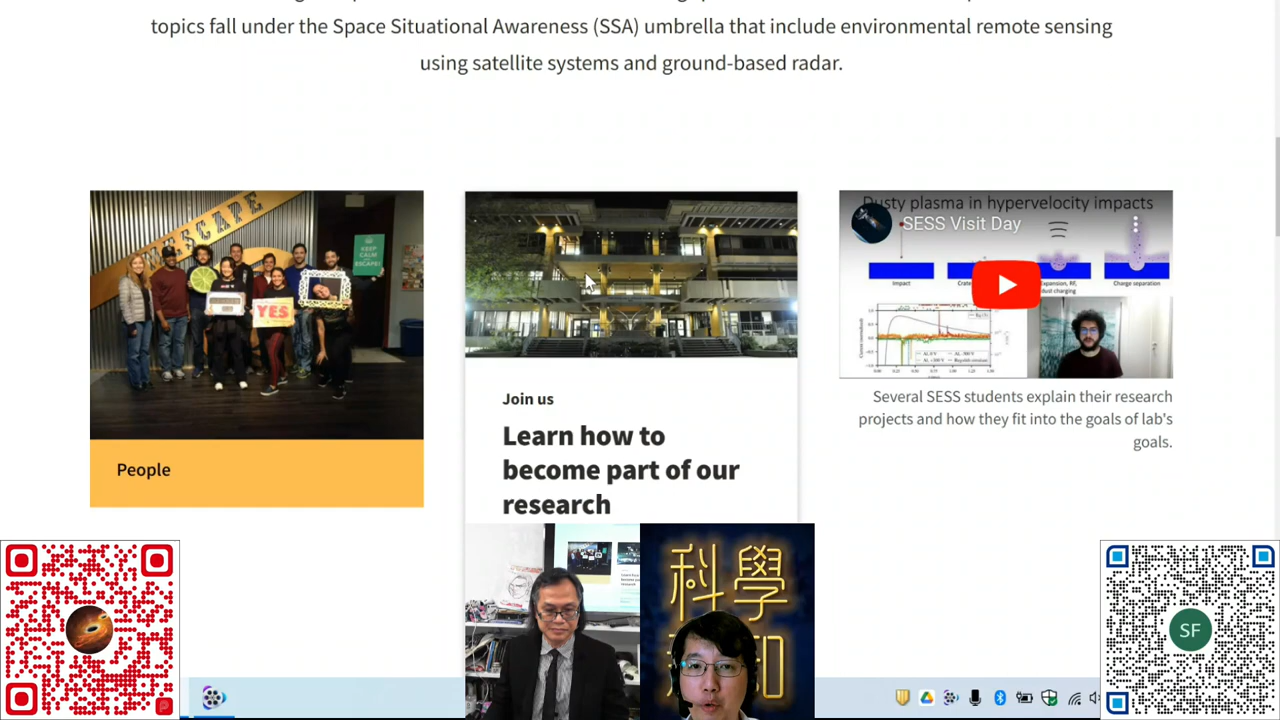 topics fall under the Space Situational Awareness (SSA) umbrella that include environmental remote sensing
using satellite systems and ground-based radar.
ESCAPE
KEEP
CALM
ESCAPE!
YES
People
Join us
Learn how to
become part of our
research
Dusty plasma in hypervelocity impacts
SESS Visit Day
Impact
Expansion, RF,
Charge separation
Several SESS students explain their research
projects and how they fit into the goals of lab's
goals.
科學
SF